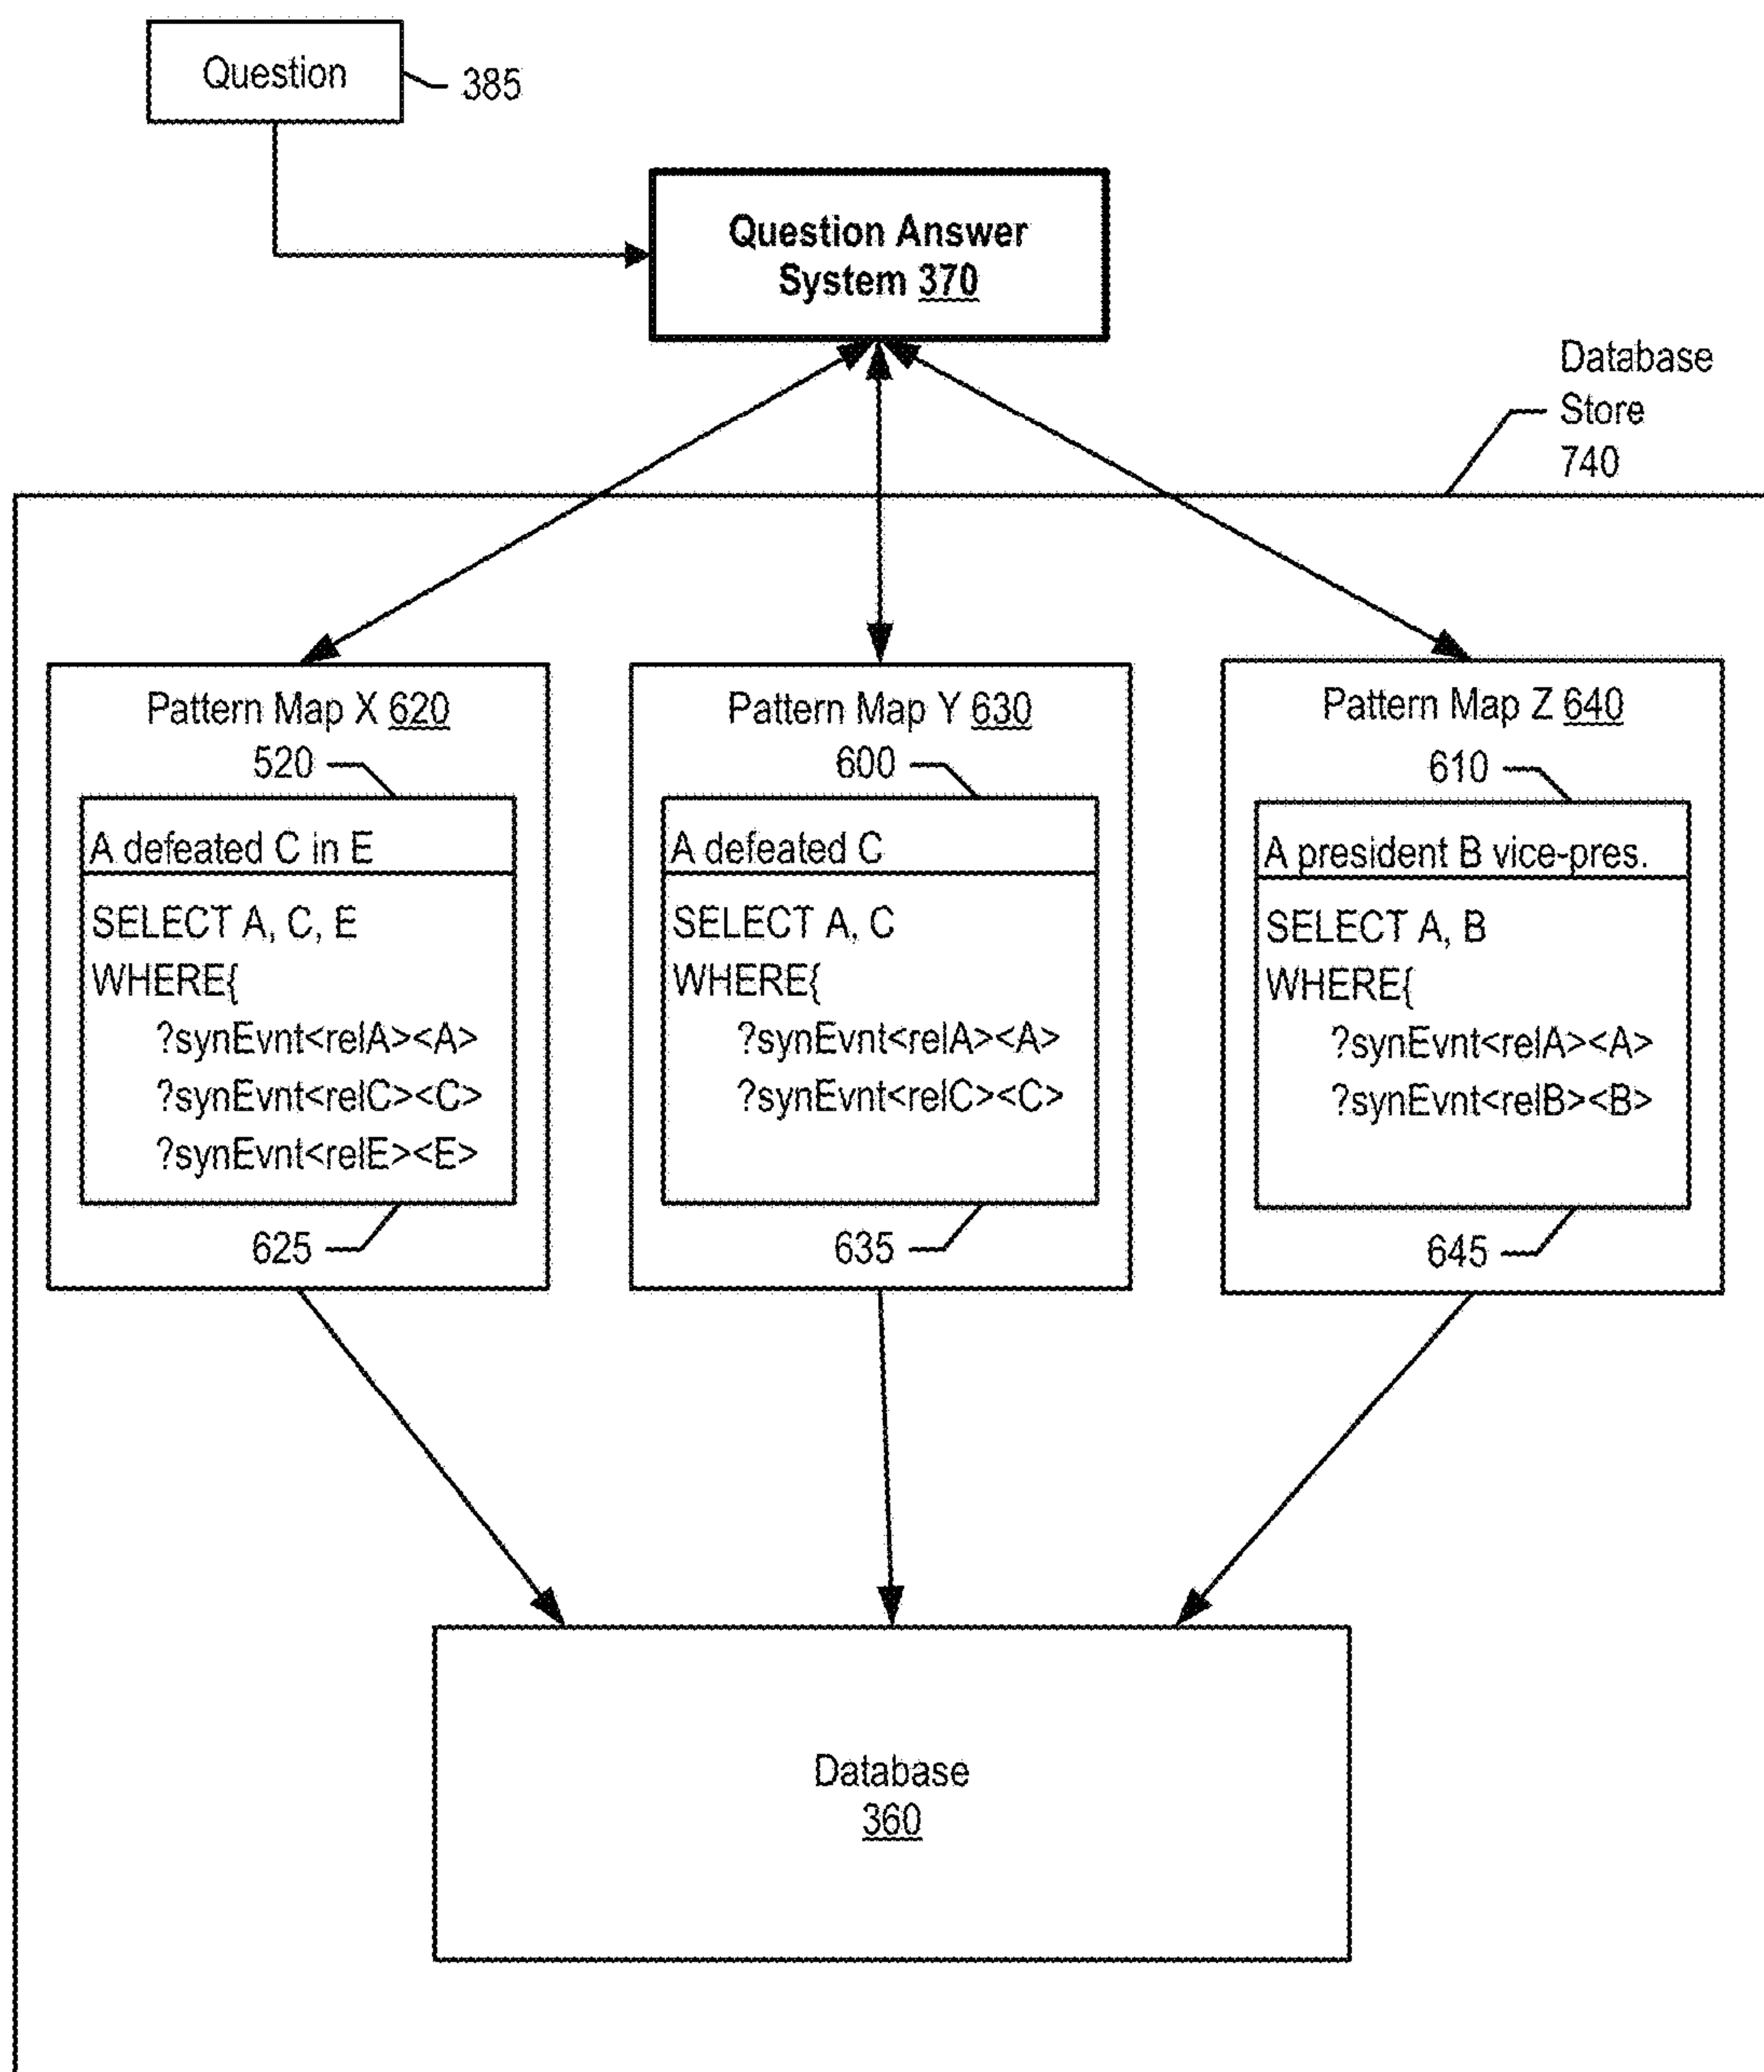 Question
385
Question Answer
System 370
Database
Store
740
Pattern Map X 620
520
A defeated C in E
SELECT A, C, E
WHERE{
?synEvnt<relA><A>
?synEvnt<relC><C>
?synEvnt<relE><E>
625
Pattern Map Y 630
600
A defeated C
SELECT A, C
WHERE{
?synEvnt<relA><A>
?synEvnt<relC><C>
635
Pattern Map Z 640
610
A president B vice-pres.
SELECT A, B
WHERE{
?synEvnt<relA><A>
?synEvnt<relB><B>
645
Database
360